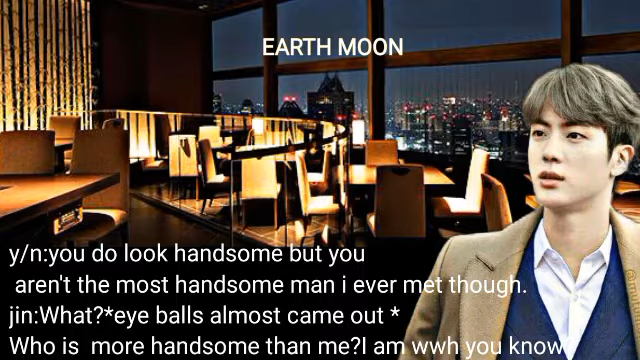 EARTH MOON
y/n:you do look handsome but you
aren't the most handsome man i ever met though.
jin:What?*eye balls almost came out *
Who is  more handsome than me?I am wwh you know?